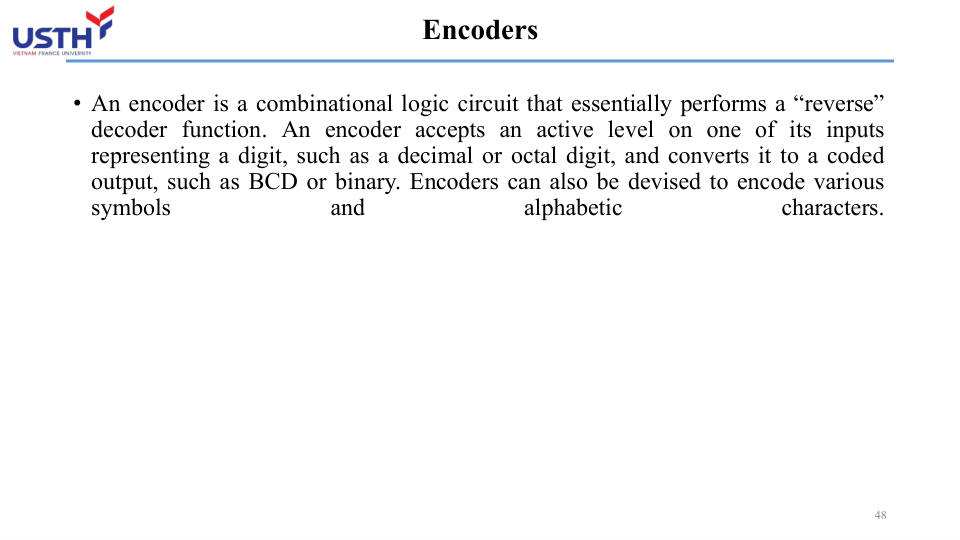 USTH
VIETNAM FRANCE UNIVERSITY
Encoders
• An encoder is a combinational logic circuit that essentially performs a “reverse”
decoder function. An encoder accepts an active level on one of its inputs
representing a digit, such as a decimal or octal digit, and converts it to a coded
output, such as BCD or binary. Encoders can also be devised to encode various
symbols and alphabetic characters.
48